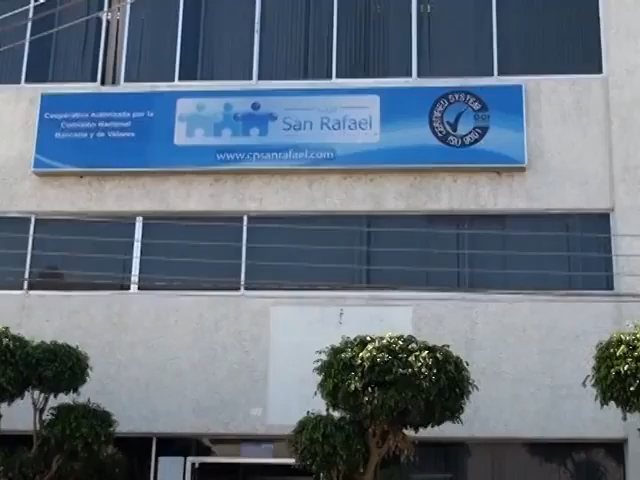 Cooperativa Autorizada por la
Comisión Nacional
Bancaria y de Valores
San Rafael
www.cpsanrafael.com
CERTIFIED SYSTEM
ISO 9001